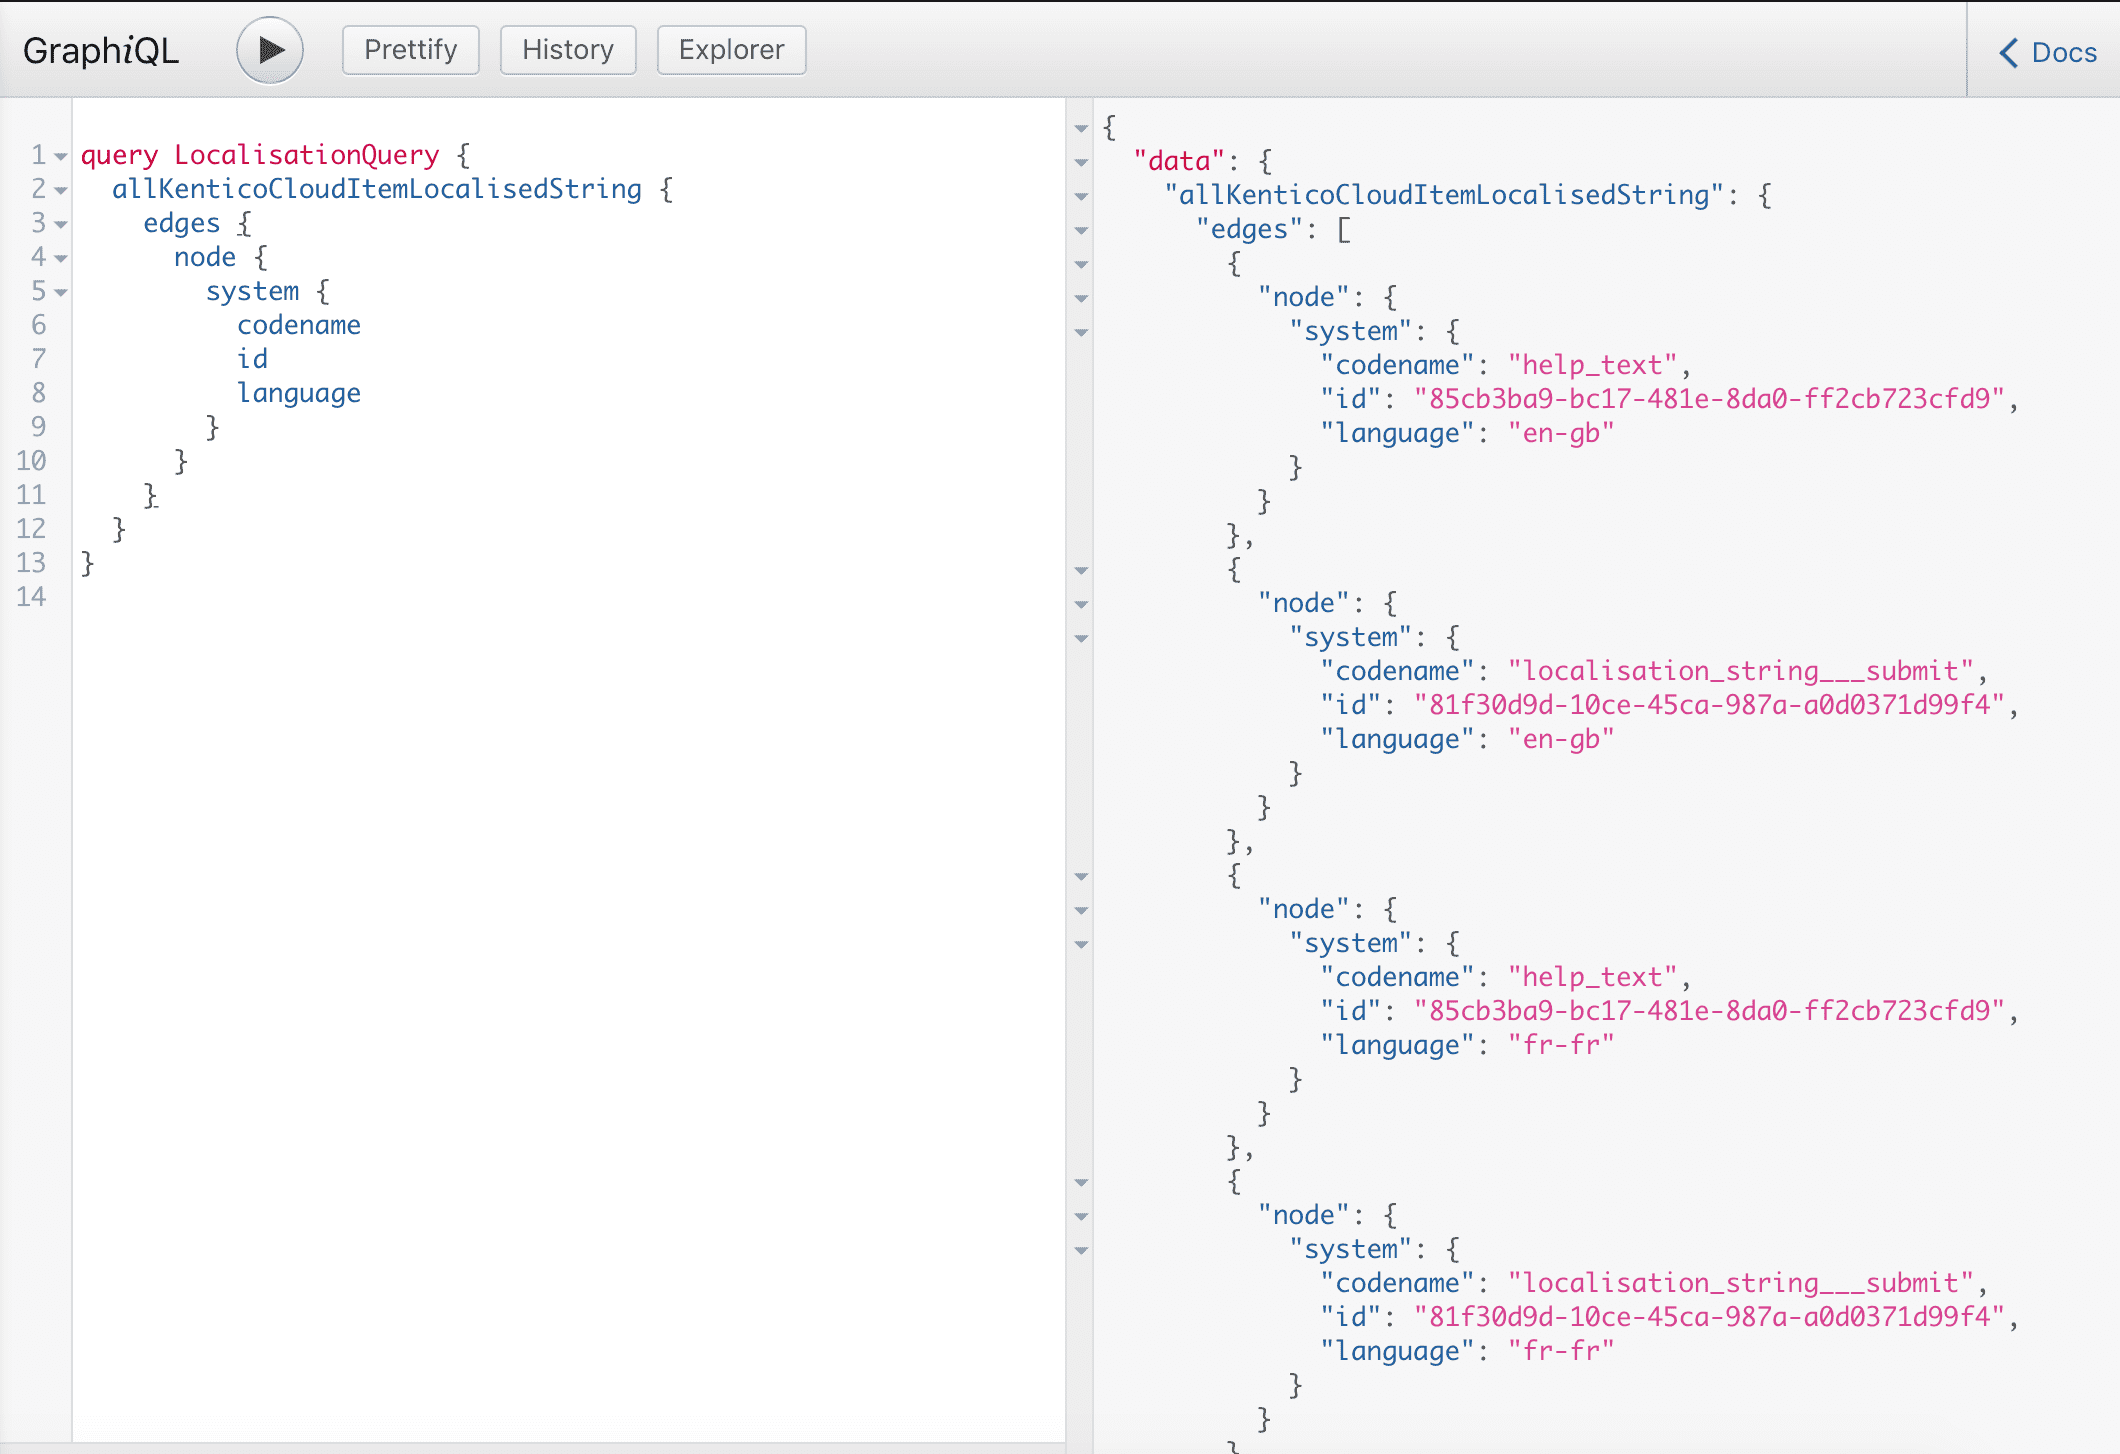 GraphiQL
Prettify
History
Explorer
Docs
1 query LocalisationQuery {
2   allKenticoCloudItemLocalisedString {
3     edges {
4       node {
5         system {
6           codename
7           id
8           language
9         }
10       }
11     }
12   }
13 }
14
{
  "data": {
    "allKenticoCloudItemLocalisedString": {
      "edges": [
        {
          "node": {
            "system": {
              "codename": "help_text",
              "id": "85cb3ba9-bc17-481e-8da0-ff2cb723cfd9",
              "language": "en-gb"
            }
          }
        },
        {
          "node": {
            "system": {
              "codename": "localisation_string___submit",
              "id": "81f30d9d-10ce-45ca-987a-a0d0371d99f4",
              "language": "en-gb"
            }
          }
        },
        {
          "node": {
            "system": {
              "codename": "help_text",
              "id": "85cb3ba9-bc17-481e-8da0-ff2cb723cfd9",
              "language": "fr-fr"
            }
          }
        },
        {
          "node": {
            "system": {
              "codename": "localisation_string___submit",
              "id": "81f30d9d-10ce-45ca-987a-a0d0371d99f4",
              "language": "fr-fr"
            }
          }
        }